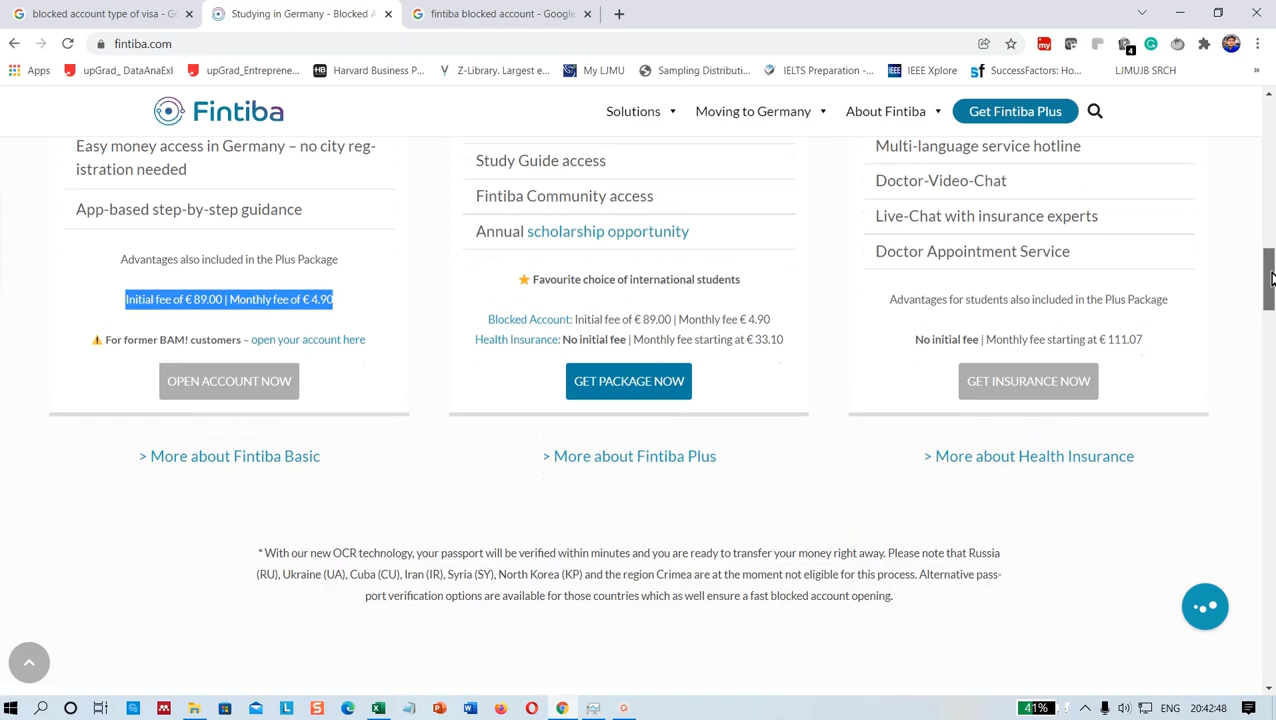 blocked account type of visa - Go
Studying in Germany - Blocked A
fintiba blocked account - Google
fintiba.com
4
Apps
upGrad_ DataAnaExl
upGrad_Entreprene...
Harvard Business P...
Z-Library. Largest e...
My LJMU
Sampling Distributi...
IELTS Preparation -...
IEEE Xplore
SuccessFactors: Ho...
LJMUJB SRCH
»
Fintiba
Solutions
Moving to Germany
About Fintiba
Get Fintiba Plus
Easy money access in Germany – no city reg-
istration needed
App-based step-by-step guidance
Advantages also included in the Plus Package
Initial fee of € 89.00 | Monthly fee of € 4.90
For former BAM! customers – open your account here
OPEN ACCOUNT NOW
> More about Fintiba Basic
Study Guide access
Fintiba Community access
Annual scholarship opportunity
Favourite choice of international students
Blocked Account: Initial fee of € 89.00 | Monthly fee € 4.90
Health Insurance: No initial fee | Monthly fee starting at € 33.10
GET PACKAGE NOW
> More about Fintiba Plus
Multi-language service hotline
Doctor-Video-Chat
Live-Chat with insurance experts
Doctor Appointment Service
Advantages for students also included in the Plus Package
No initial fee | Monthly fee starting at € 111.07
GET INSURANCE NOW
> More about Health Insurance
* With our new OCR technology, your passport will be verified within minutes and you are ready to transfer your money right away. Please note that Russia
(RU), Ukraine (UA), Cuba (CU), Iran (IR), Syria (SY), North Korea (KP) and the region Crimea are at the moment not eligible for this process. Alternative pass-
port verification options are available for those countries which as well ensure a fast blocked account opening.
41%
ENG
20:42:48